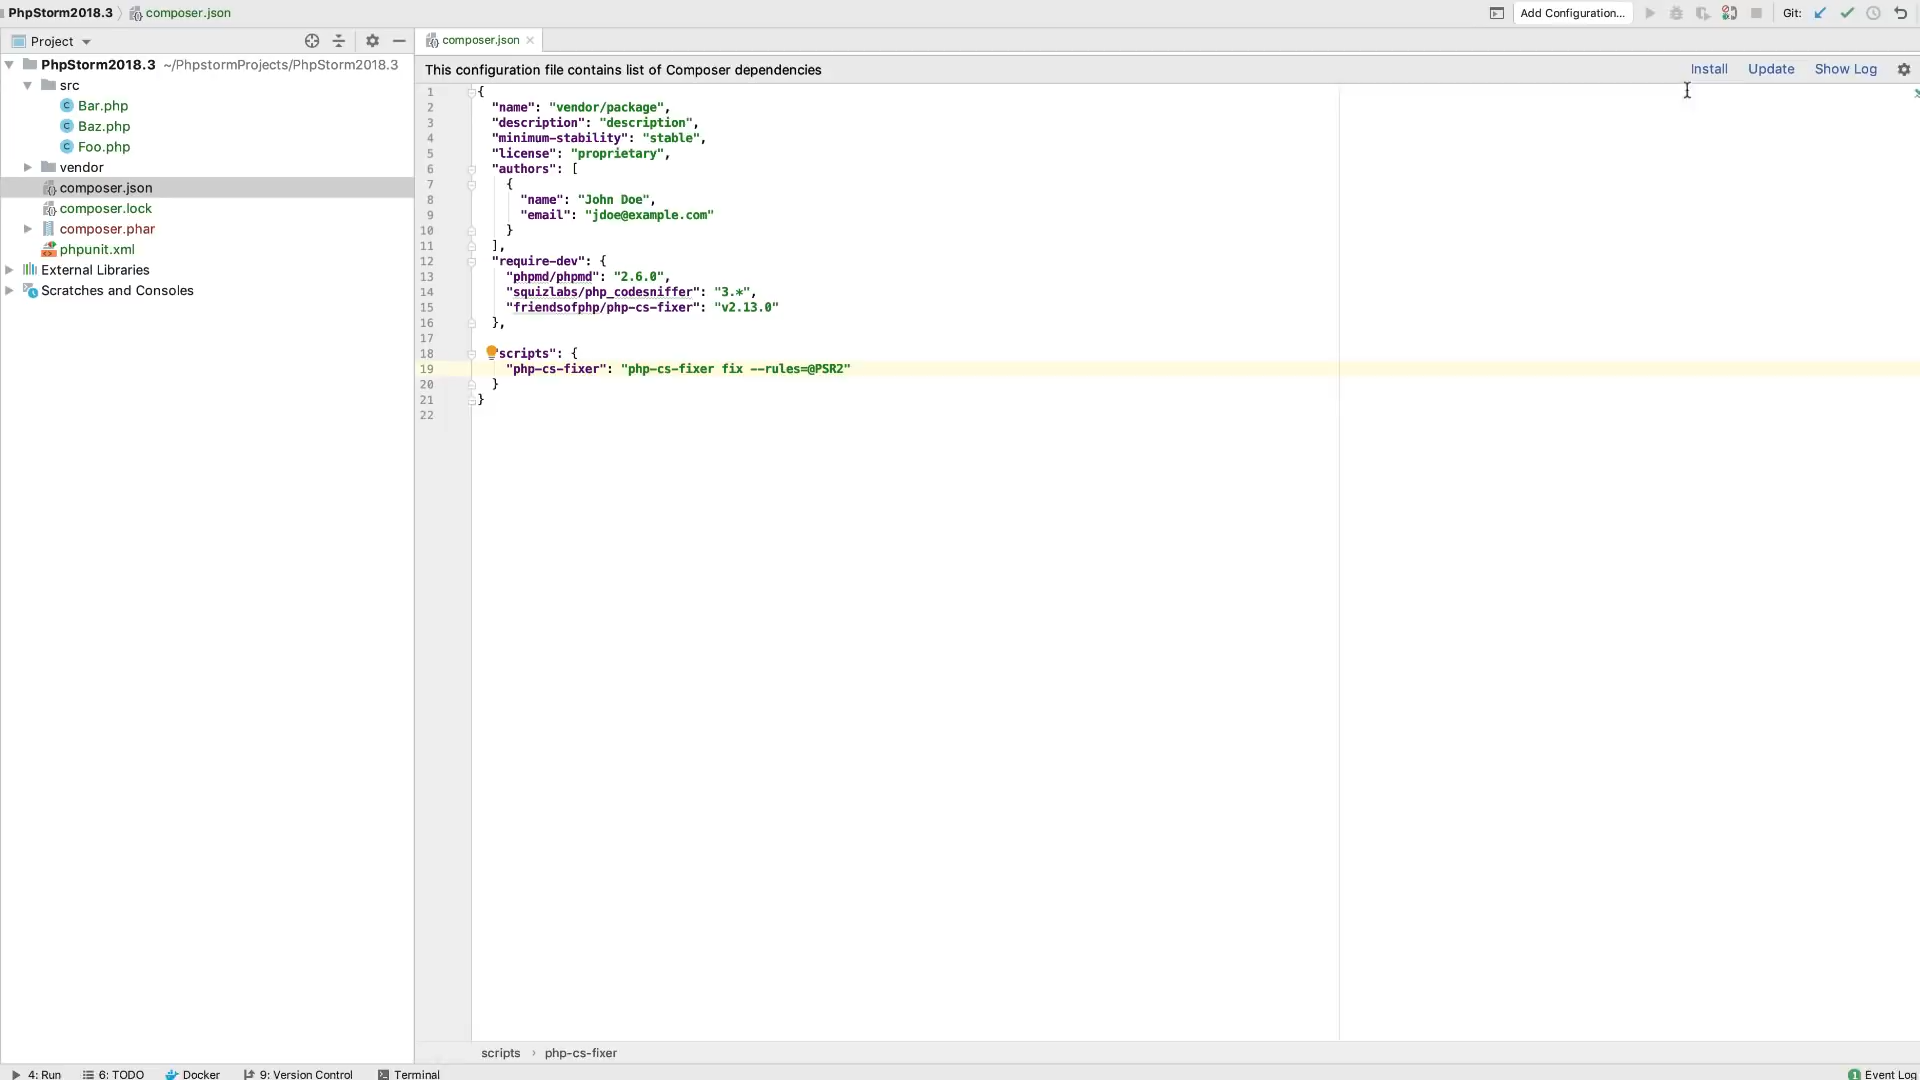 PhpStorm2018.3 composer.json Add Configuration... Git:
Project composer.json
This configuration file contains list of Composer dependencies Install Update Show Log
PhpStorm2018.3 ~/PhpstormProjects/PhpStorm2018.3
src
Bar.php
Baz.php
Foo.php
vendor
composer.json
composer.lock
composer.phar
phpunit.xml
External Libraries
Scratches and Consoles
1 {
2 "name": "vendor/package",
3 "description": "description",
4 "minimum-stability": "stable",
5 "license": "proprietary",
6 "authors": [
7 {
8 "name": "John Doe",
9 "email": "jdoe@example.com"
10 }
11 ],
12 "require-dev": {
13 "phpmd/phpmd": "2.6.0",
14 "squizlabs/php_codesniffer": "3.*",
15 "friendsofphp/php-cs-fixer": "v2.13.0"
16 },
17
18 scripts": {
19 "php-cs-fixer": "php-cs-fixer fix --rules=@PSR2"
20 }
21 }
22
scripts › php-cs-fixer
4: Run 6: TODO Docker 9: Version Control Terminal 1 Event Log